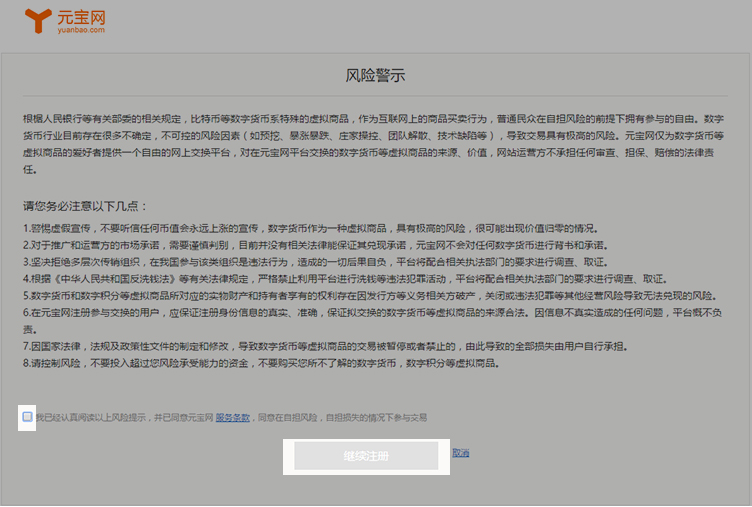 元宝网
yuanbao.com
风险警示
根椐人民银行等有关部委的相关规定，比特币等数字货币系特殊的虚拟商品，作为互联网上的商品买卖行为，普通民众在自担风险的前提下拥有参与的自由。数字
货币行业目前存在很多不确定，不可控的风险因素（如预挖、暴涨暴跌、庄家操控、团队解散、技术缺陷等），导致交易具有极高的风险。元宝网仅为数字货币等
虚拟商品的爱好者提供一个自由的网上交换平台，对在元宝网平台交换的数字货币等虚拟商品的来源、价值，网站运营方不承担任何审查、担保、赔偿的法律责
任。
请您务必注意以下几点：
1.警惕虚假宣传，不要听信任何币值会永远上涨的宣传，数字货币作为一种虚拟商品，具有极高的风险，很可能出现价值归零的情况。
2.对于推广和运营方的市场承诺，需要谨慎判别，目前并没有相关法律能保证其兑现承诺，元宝网不会对任何数字货币进行背书和承诺。
3.坚决拒绝多层次传销组织，在我国参与该类组织是违法行为，造成的一切后果自负，平台将配合相关执法部门的要求进行调查、取证。
4.根据《中华人民共和国反洗钱法》等有关法律规定，严格禁止利用平台进行洗钱等违法犯罪活动，平台将配合相关执法部门的要求进行调查、取证。
5.数字货币和数字积分等虚拟商品所对应的实物财产和持有者享有的权利存在因发行方等义务相关方破产，关闭或违法犯罪等其他经营风险导致无法兑现的风险。
6.在元宝网注册参与交换的用户，应保证注册身份信息的真实、准确，保证拟交换的数字货币等虚拟商品的来源合法。因信息不真实造成的任何问题，平台概不负
责。
7.因国家法律，法规及政策性文件的制定和修改，导致数字货币等虚拟商品的交易被暂停或者禁止的，由此导致的全部损失由用户自行承担。
8.请控制风险，不要投入超过您风险承受能力的资金，不要购买您所不了解的数字货币，数字积分等虚拟商品。
我已经认真阅读以上风险提示，并已同意元宝网 服务条款，同意在自担风险，自担损失的情况下参与交易
继续注册 取消